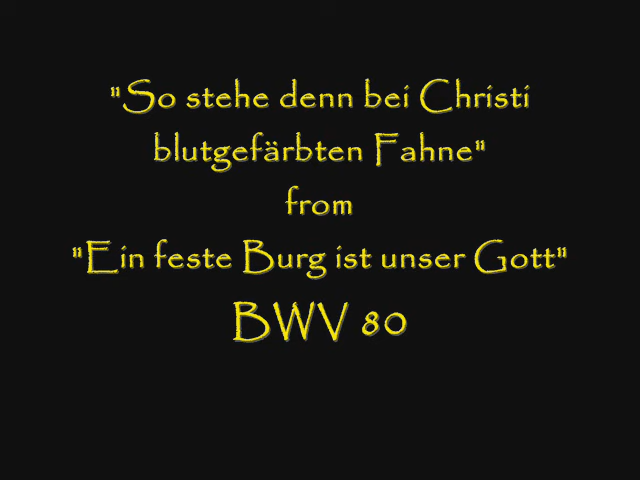 "So stehe denn bei Christi
blutgefärbten Fahne"
from
"Ein feste Burg ist unser Gott"
BWV 80